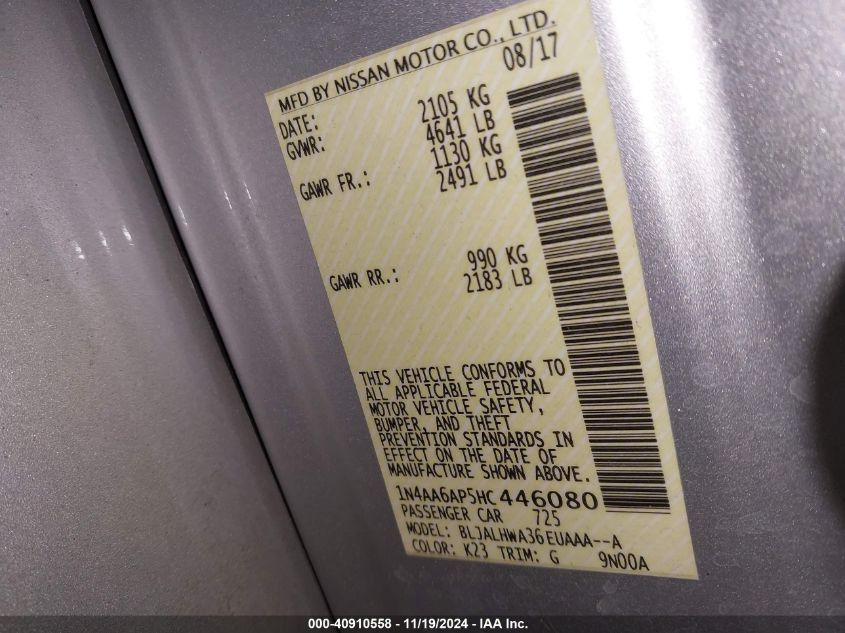 MFD BY NISSAN MOTOR CO., LTD.
DATE: 08/17
GVWR: 2105 KG
4641 LB
GAWR FR.: 1130 KG
2491 LB
GAWR RR.: 990 KG
2183 LB
THIS VEHICLE CONFORMS TO
ALL APPLICABLE FEDERAL
MOTOR VEHICLE SAFETY,
BUMPER, AND THEFT
PREVENTION STANDARDS IN
EFFECT ON THE DATE OF
MANUFACTURE SHOWN ABOVE.
1N4AA6AP5HC446080
PASSENGER CAR 725
MODEL: BLJALHWA36EUAAA--A
COLOR: K23 TRIM: G 9N00A
000-40910558 - 11/19/2024 - IAA Inc.